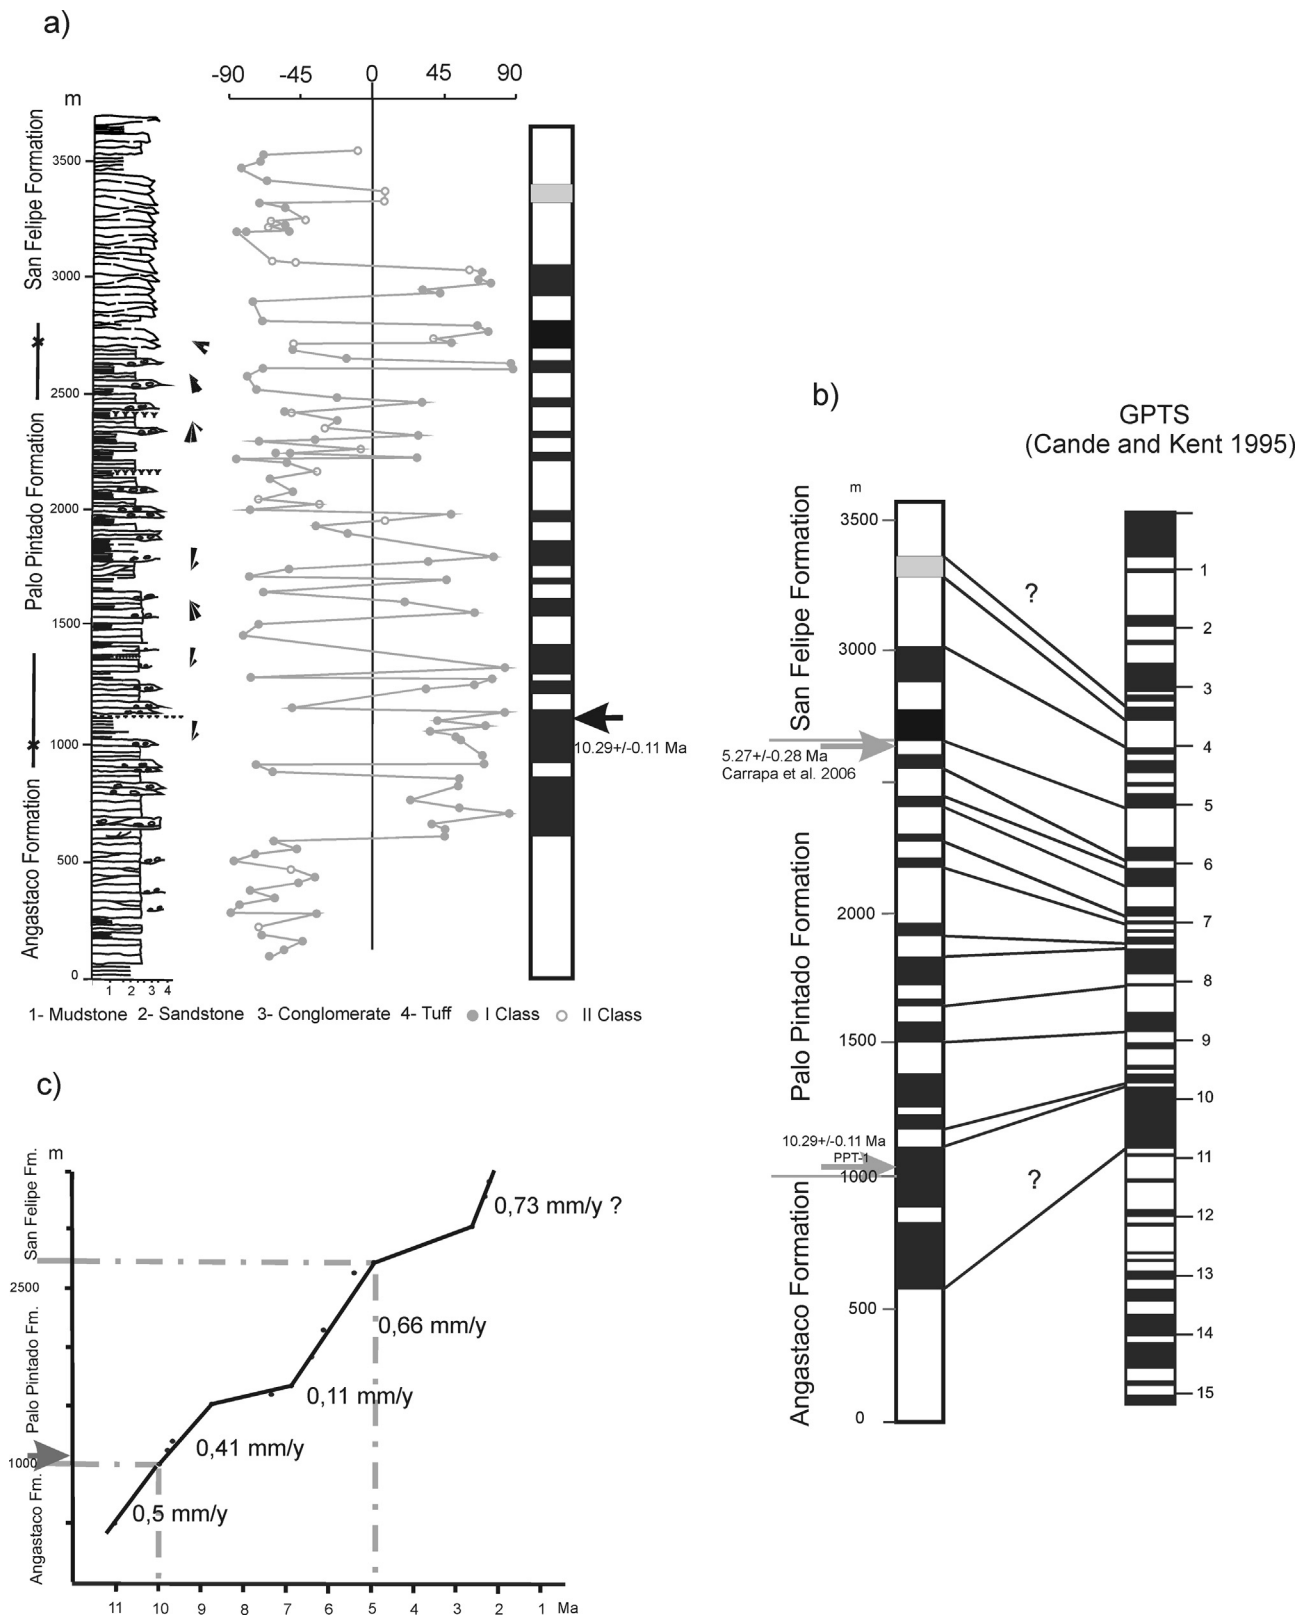 a)
-90 -45 0 45 90
m
San Felipe Formation
Palo Pintado Formation
Angastaco Formation
3500
3000
2500
2000
1500
1000
500
0
10.29+/-0.11 Ma
1 2 3 4
1- Mudstone 2- Sandstone 3- Conglomerate 4- Tuff I Class II Class
b)
GPTS
(Cande and Kent 1995)
m
San Felipe Formation
Palo Pintado Formation
Angastaco Formation
3500
3000
5.27+/-0.28 Ma
Carrapa et al. 2006
2000
1500
10.29+/-0.11 Ma
PPT-1
1000
500
0
?
?
1
2
3
4
5
6
7
8
9
10
11
12
13
14
15
c)
m
San Felipe Fm.
Palo Pintado Fm.
Angastaco Fm.
2500
1000
0,73 mm/y ?
0,66 mm/y
0,11 mm/y
0,41 mm/y
0,5 mm/y
11 10 9 8 7 6 5 4 3 2 1 Ma